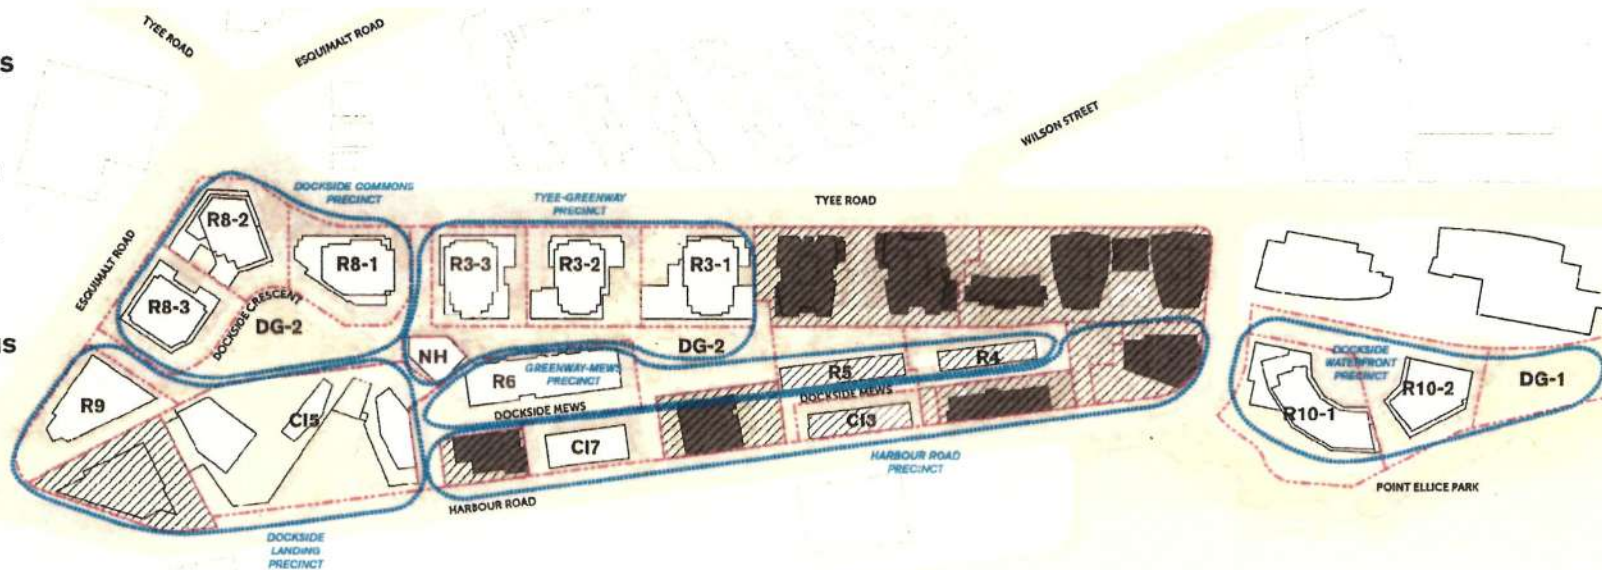 TYEE ROAD
ESQUIMALT ROAD
s
WILSON STREET
DOCKSIDE COMMONS
PRECINCT
TYEE-GREENWAY
PRECINCT
TYEE ROAD
R8-2
R8-1
R3-3
R3-2
R3-1
ESQUIMALT ROAD
R8-3
DOCKSIDE CRESCENT
DG-2
us
NH
DG-2
R6
GREENWAY-MEWS
PRECINCT
R5
R4
DOCKSIDE
WATERFRONT
PRECINCT
R10-1
R10-2
DG-1
R9
CI5
DOCKSIDE MEWS
DOCKSIDE MEWS
CI3
CI7
HARBOUR ROAD
PRECINCT
HARBOUR ROAD
POINT ELLICE PARK
DOCKSIDE
LANDING
PRECINCT